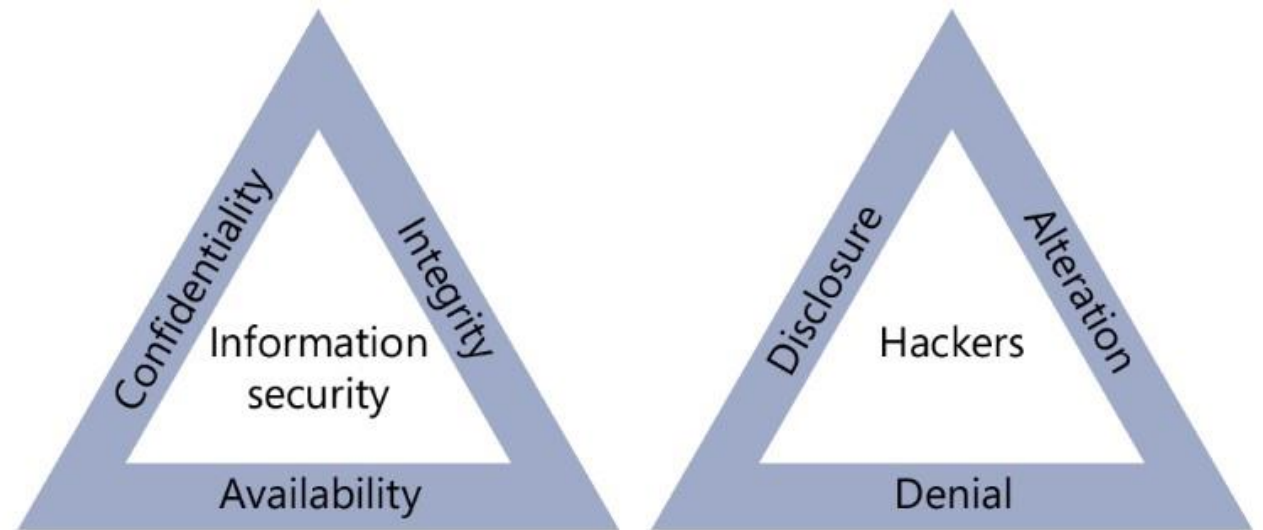 Confidentiality
Integrity
Information
security
Availability
Disclosure
Alteration
Hackers
Denial